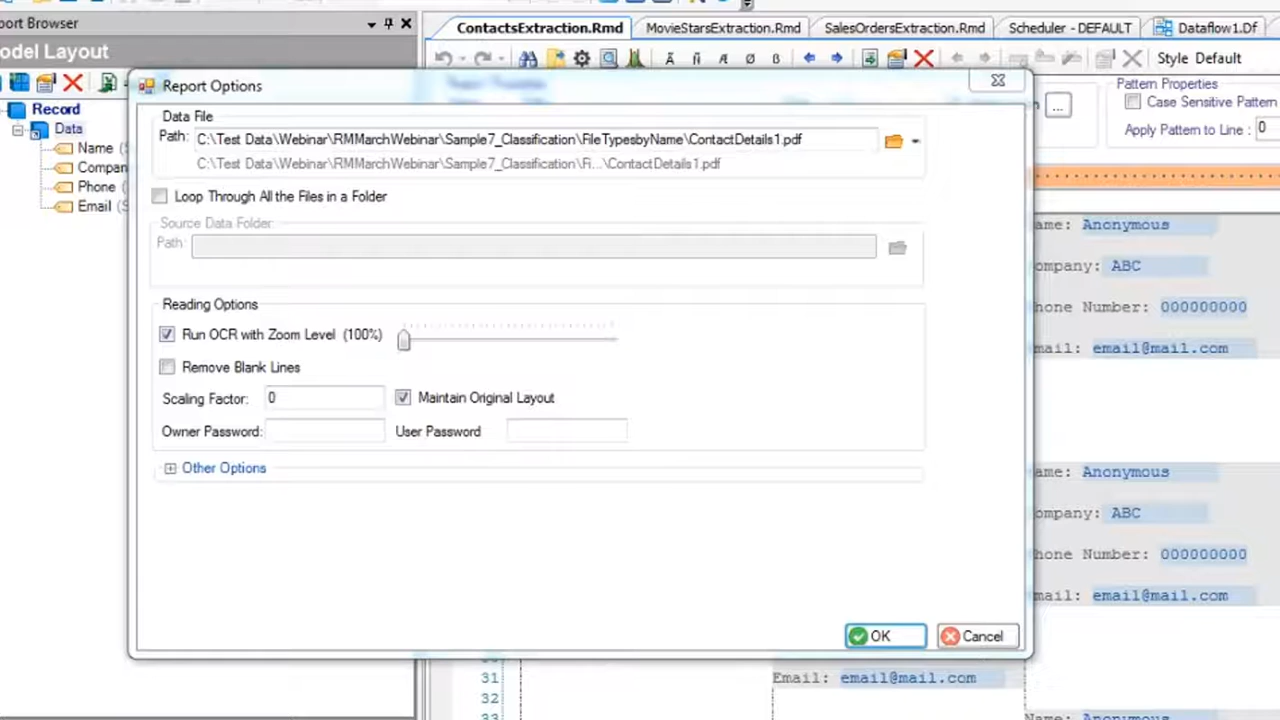 port Browser
ContactsExtraction.Rmd
MovieStarsExtraction.Rmd
SalesOrdersExtraction.Rmd
Scheduler - DEFAULT
Dataflow1.Df
odel Layout
Style Default
Report Options
Pattern Properties
Case Sensitive Pattern
Apply Pattern to Line : 0
Record
Data
Name (S
Compan
Phone (
Email (S
Data File
Path: C:\Test Data\Webinar\RMMarchWebinar\Sample7_Classification\FileTypesbyName\ContactDetails1.pdf
C:\Test Data\Webinar\RMMarchWebinar\Sample7_Classification\Fi...\ContactDetails1.pdf
Loop Through All the Files in a Folder
Source Data Folder
Path:
Reading Options
Run OCR with Zoom Level (100%)
Remove Blank Lines
Scaling Factor: 0
Maintain Original Layout
Owner Password:
User Password
Other Options
OK
Cancel
ame: Anonymous
ompany: ABC
hone Number: 000000000
mail: email@mail.com
ame: Anonymous
ompany: ABC
hone Number: 000000000
mail: email@mail.com
31
Email: email@mail.com
32
33
Name: Anonymous